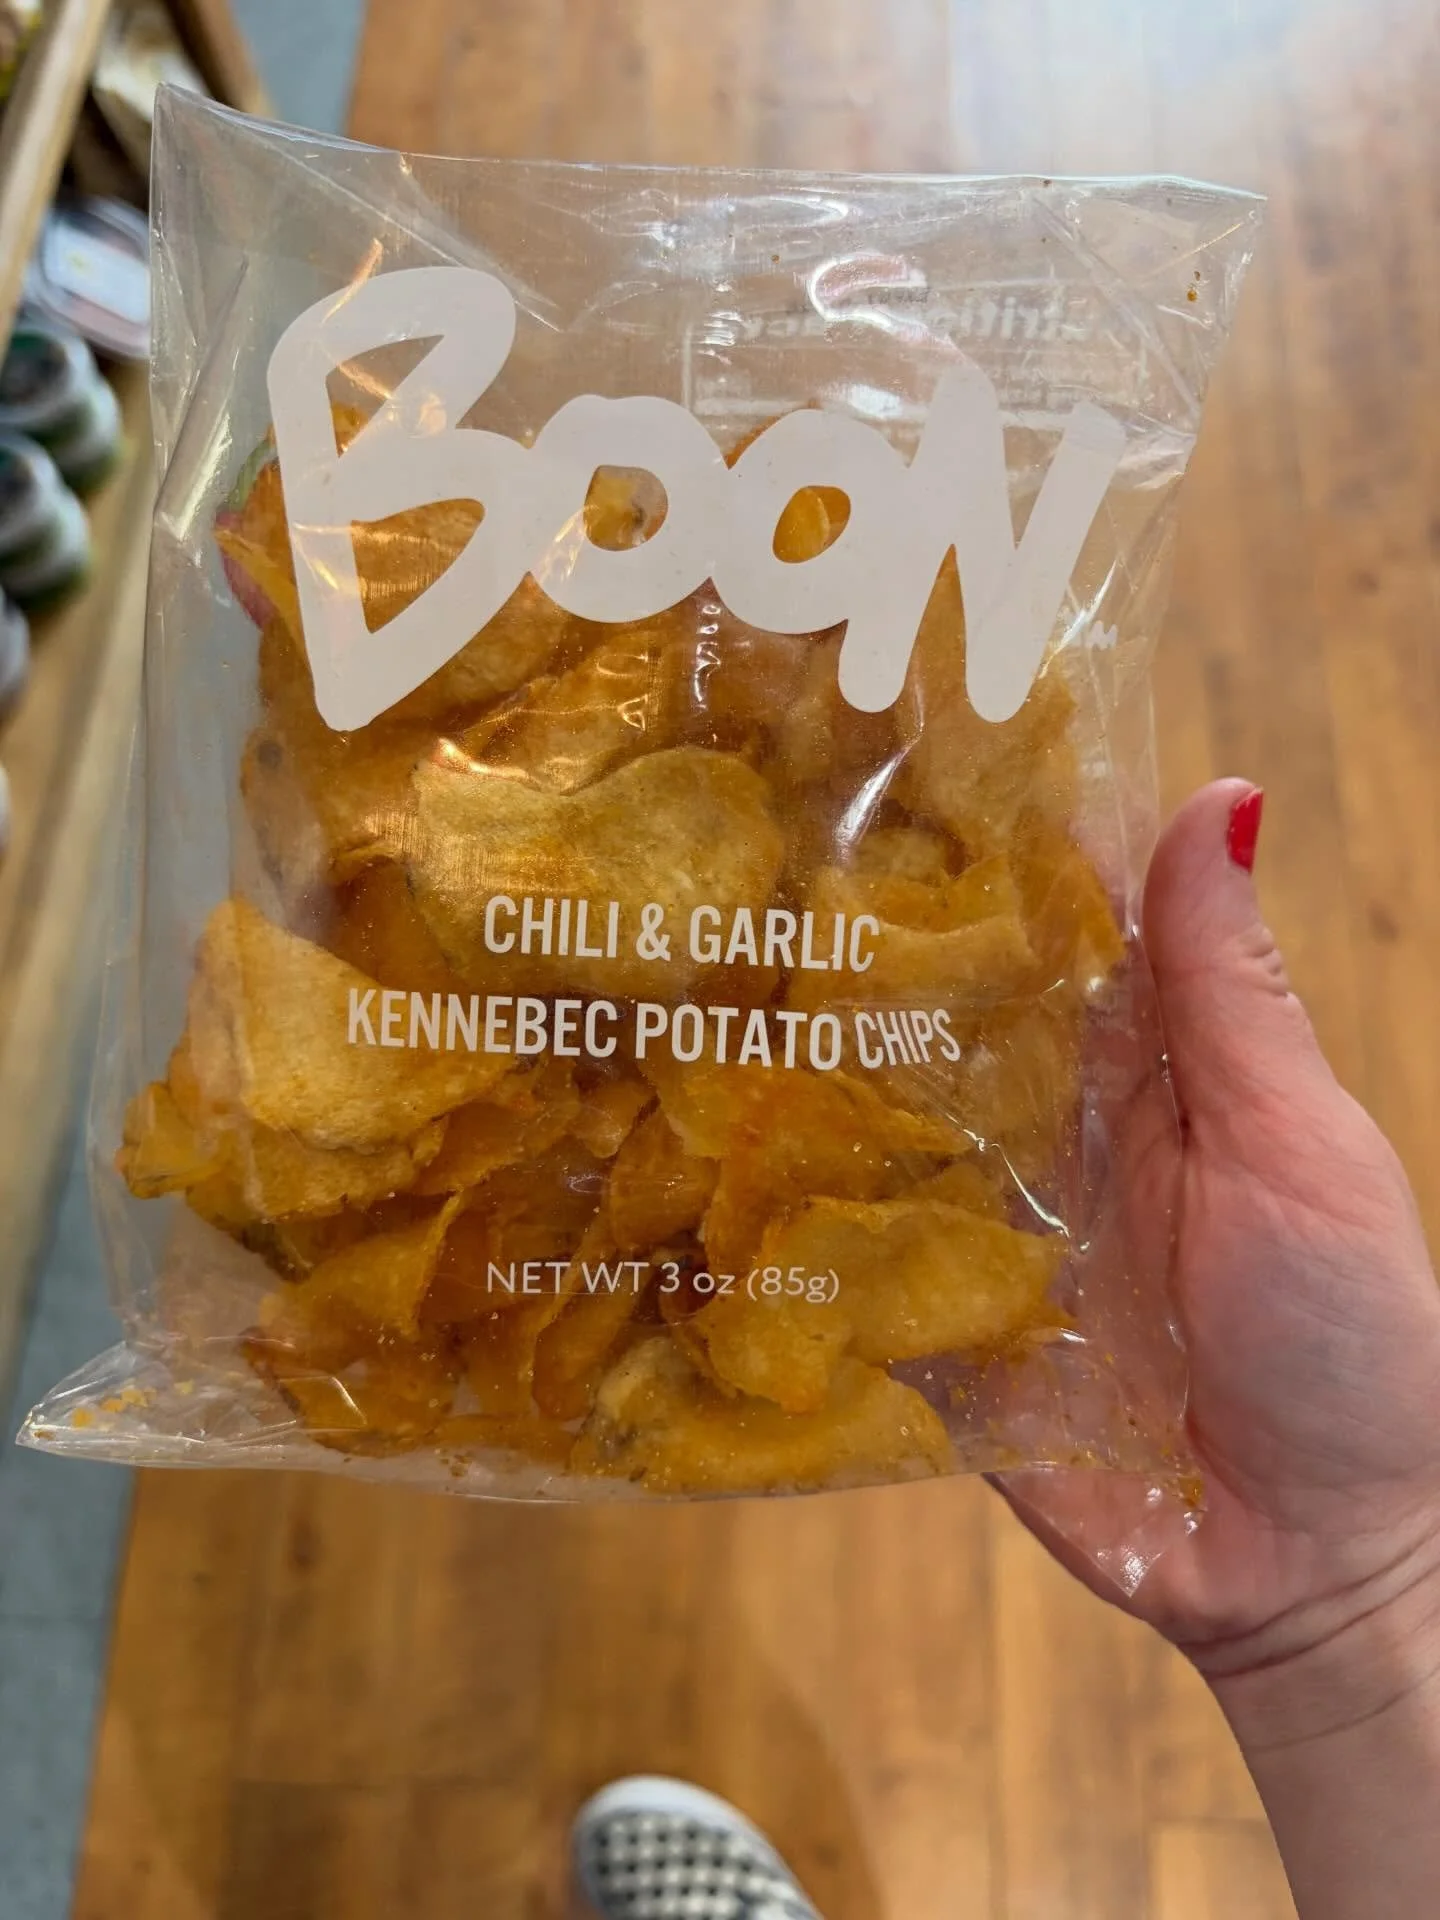 BooN
CHILI & GARLIC
KENNEBEC POTATO CHIPS
NET WT 3 oz (85g)